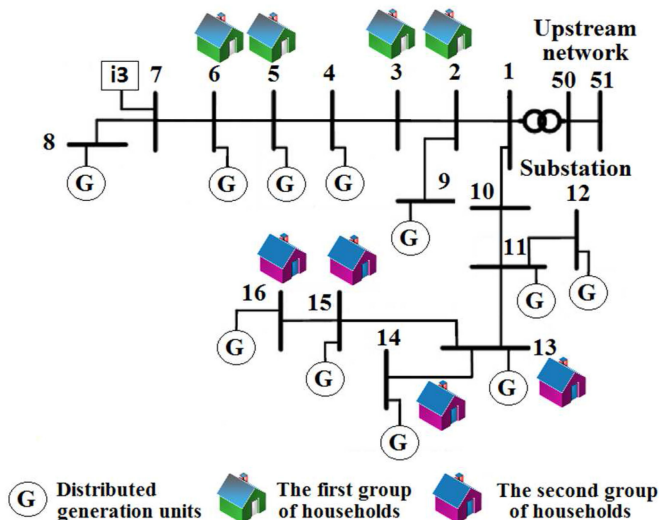 Upstream
network
6
5
4
3
2
1
50
51
i3
7
8
G
G
G
G
9
G
Substation
10
12
11
G
G
16
15
14
13
G
G
G
G
G
Distributed
generation units
The first group
of households
The second group
of households